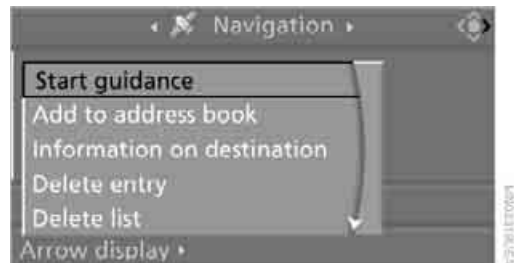 Navigation
Start guidance
Add to address book
Information on destination
Delete entry
Delete list
Arrow display